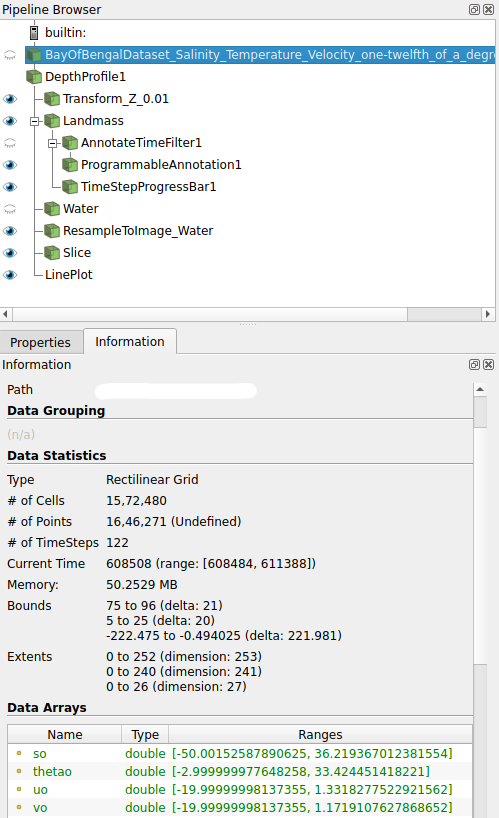 Pipeline Browser
builtin:
BayOfBengalDataset_Salinity_Temperature_Velocity_one-twelfth_of_a_degre
DepthProfile1
Transform_Z_0.01
Landmass
AnnotateTimeFilter1
ProgrammableAnnotation1
TimeStepProgressBar1
Water
ResampleToImage_Water
Slice
LinePlot
Properties Information
Information
Path
Data Grouping
(n/a)
Data Statistics
Type Rectilinear Grid
# of Cells 15,72,480
# of Points 16,46,271 (Undefined)
# of TimeSteps 122
Current Time 608508 (range: [608484, 611388])
Memory: 50.2529 MB
Bounds 75 to 96 (delta: 21)
5 to 25 (delta: 20)
-222.475 to -0.494025 (delta: 221.981)
Extents 0 to 252 (dimension: 253)
0 to 240 (dimension: 241)
0 to 26 (dimension: 27)
Data Arrays
Name Type Ranges
so double [-50.00152587890625, 36.219367012381554]
thetao double [-2.999999977648258, 33.424451418221]
uo double [-19.99999998137355, 1.3318277522921562]
vo double [-19.99999998137355, 1.1719107627868652]